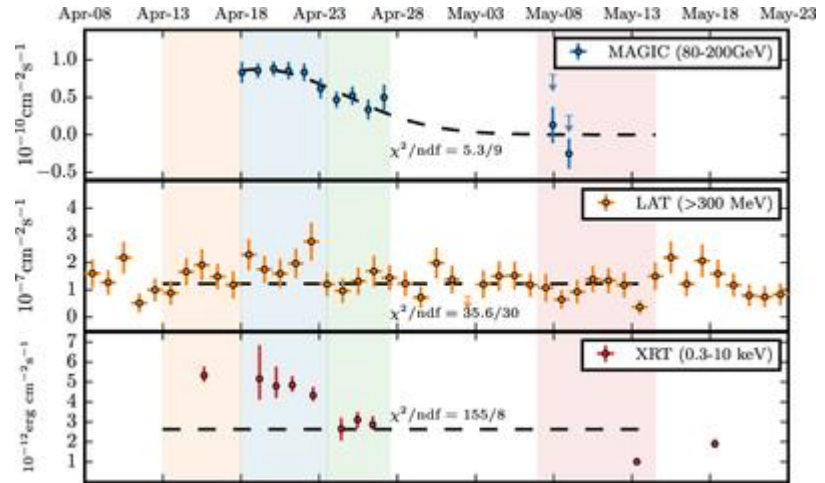 Apr-08 Apr-13 Apr-18 Apr-23 Apr-28 May-03 May-08 May-13 May-18 May-23
MAGIC (80-200GeV)
10⁻¹⁰cm⁻²s⁻¹
1.0
0.5
0.0
−0.5
χ²/ndf = 5.3/9
LAT (>300 MeV)
10⁻⁷cm⁻²s⁻¹
4
3
2
1
0
χ²/ndf = 35.6/30
XRT (0.3-10 keV)
10⁻¹²erg cm⁻²s⁻¹
7
6
5
4
3
2
1
χ²/ndf = 155/8